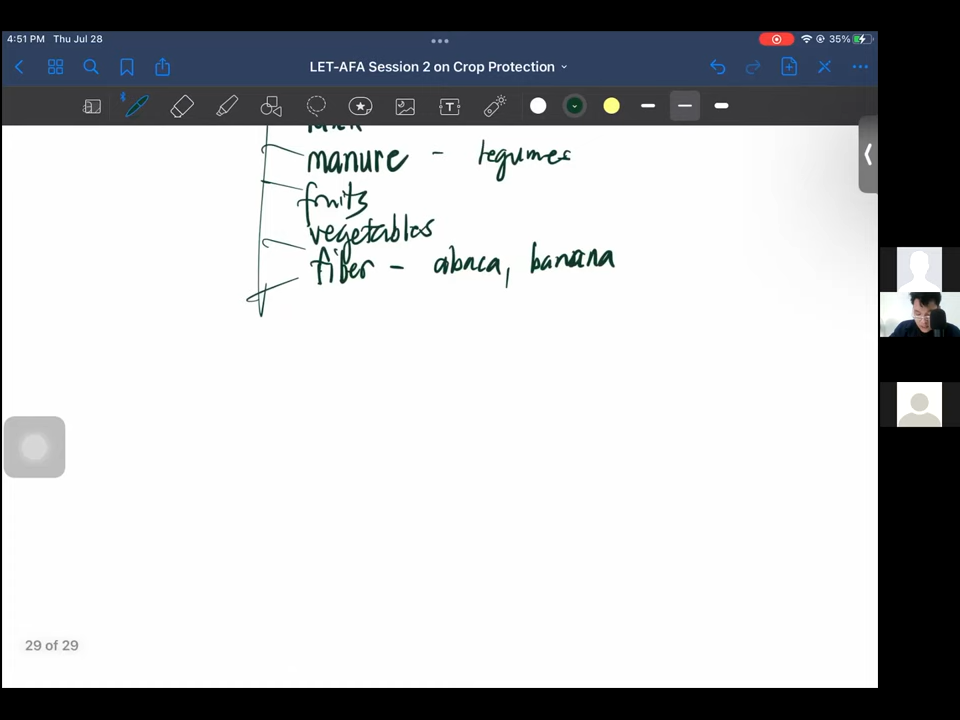 4:51 PM Thu Jul 28
35%
LET-AFA Session 2 on Crop Protection
manure - legumes
fruits
vegetables
fiber - abaca, banana
29 of 29